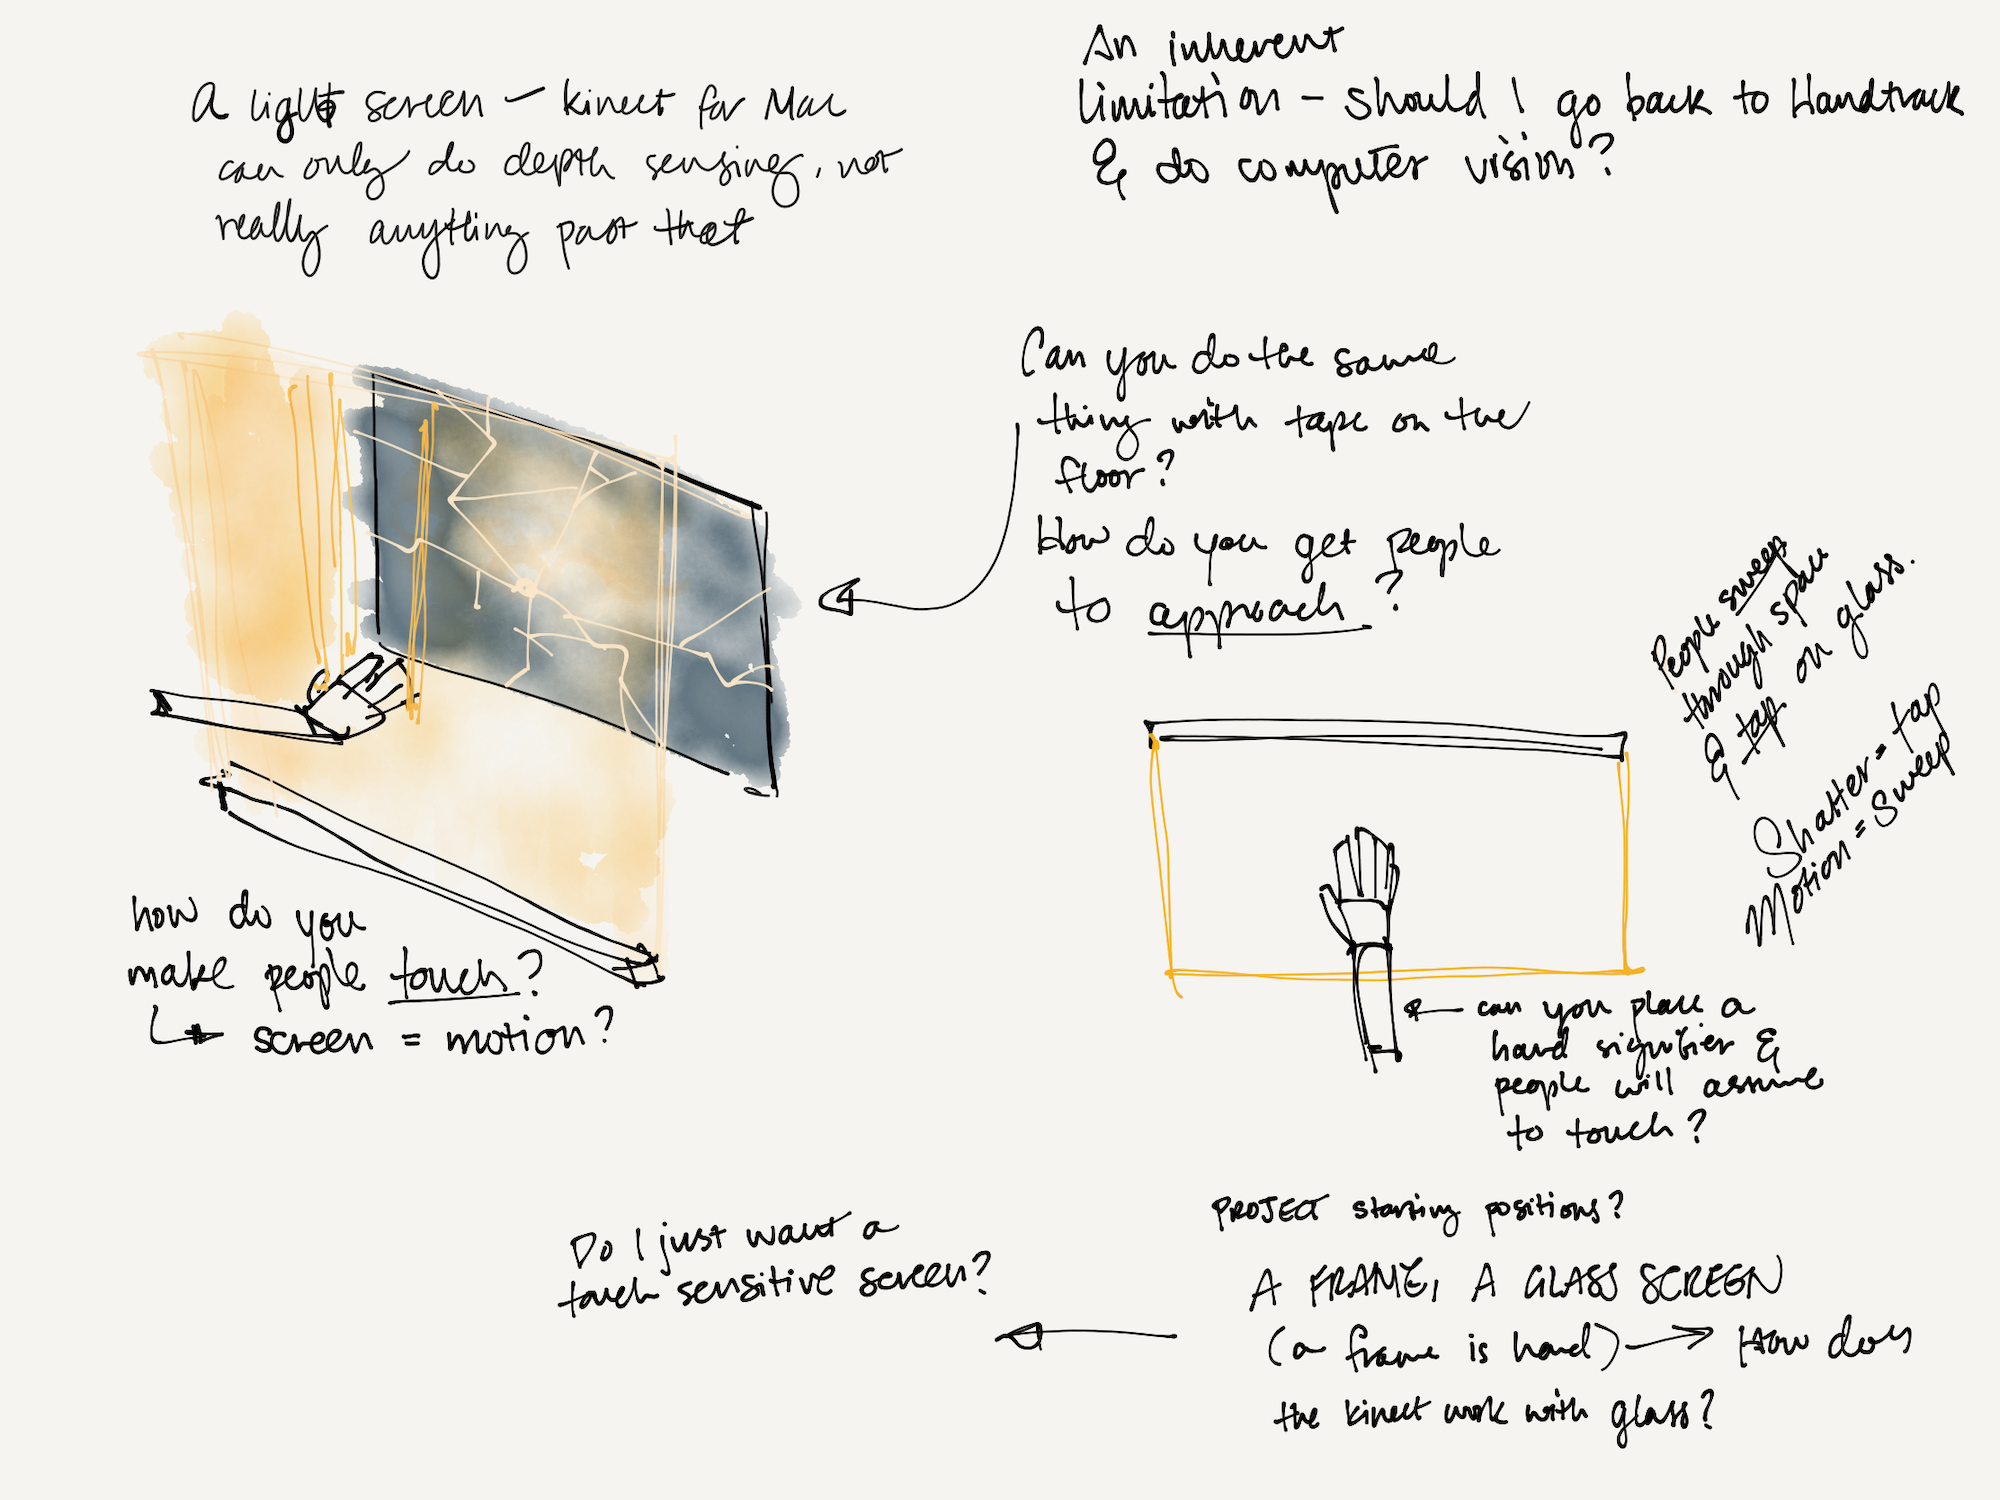 A light screen – kinect for Mac
can only do depth sensing, not
really anything past that
An inherent
limitation – should I go back to Handtrack
& do computer vision?
Can you do the same
thing with tape on the
floor?
How do you get people
to approach?
People sweep
through space
& tap on glass.
Shatter = tap
Motion = sweep
how do you
make people touch?
screen = motion?
can you place a
hand signifier &
people will assume
to touch?
PROJECT starting positions?
A FRAME, A GLASS SCREEN
(a frame is hard) → How does
the kinect work with glass?
Do I just want a
touch sensitive screen?